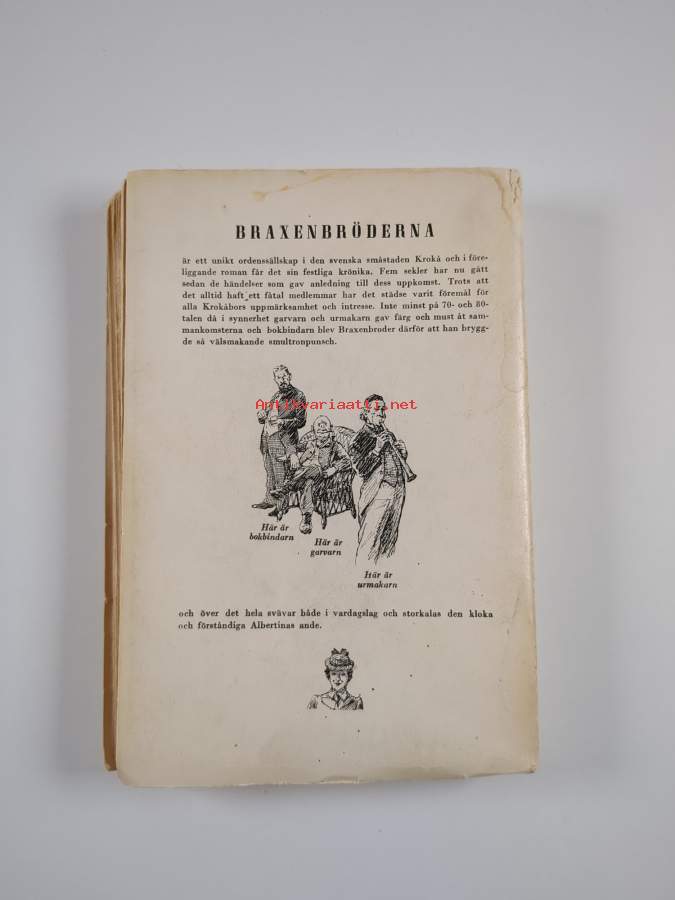 BRAXENBRÖDERNA
är ett unikt ordenssällskap i den svenska småstaden Krokå och i före-
liggande roman får det sin festliga krönika. Fem sekler har nu gått
sedan de händelser som gav anledning till dess uppkomst. Trots att
det alltid haft ett fåtal medlemmar har det städse varit föremål för
alla Krokåbors uppmärksamhet och intresse. Inte minst på 70- och 80-
talen då i synnerhet garvarn och urmakarn gav färg och must åt sam-
mankomsterna och bokbindarn blev Braxenbroder därför att han brygg-
de så välsmakande smultronpunsch.
Antikvariaatti.net
Här är
bokbindarn
Här är
garvarn
Här är
urmakarn
och över det hela svävar både i vardagslag och storkalas den kloka
och förståndiga Albertinas ande.